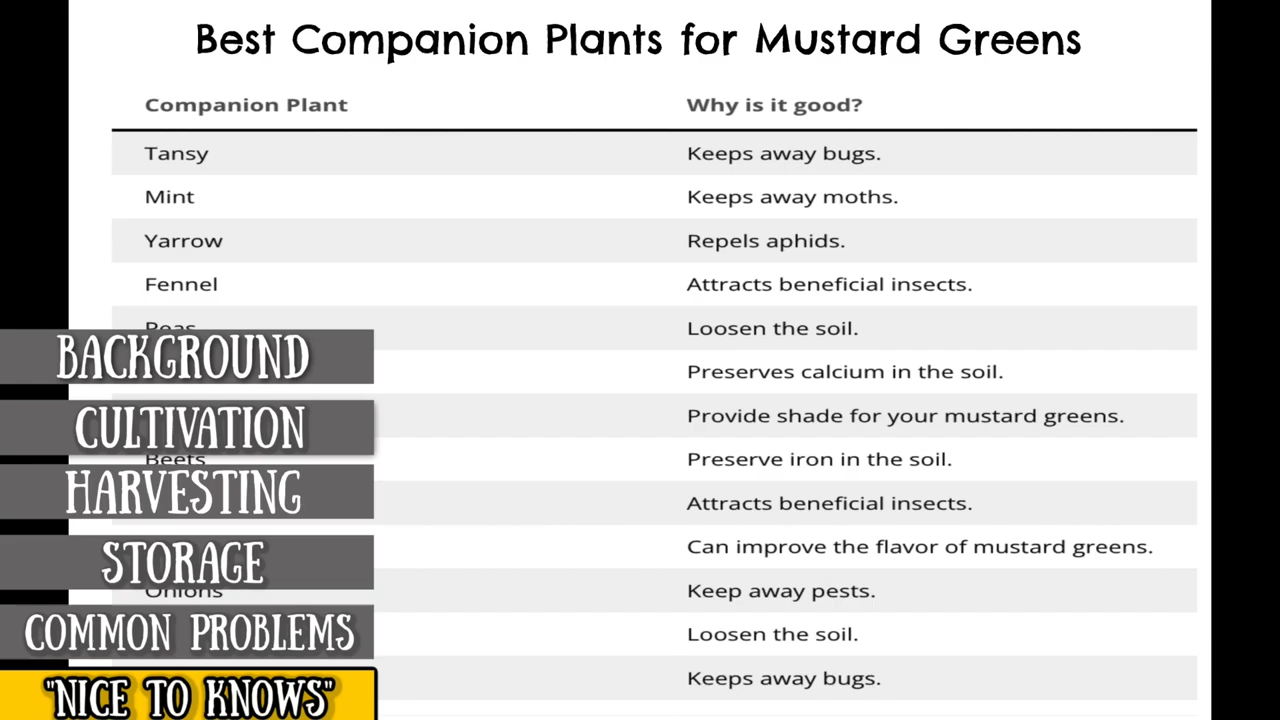 Best Companion Plants for Mustard Greens
Companion Plant Why is it good?
Tansy Keeps away bugs.
Mint Keeps away moths.
Yarrow Repels aphids.
Fennel Attracts beneficial insects.
Peas Loosen the soil.
BACKGROUND
Preserves calcium in the soil.
CULTIVATION
Provide shade for your mustard greens.
Beets Preserve iron in the soil.
HARVESTING
Attracts beneficial insects.
STORAGE
Can improve the flavor of mustard greens.
Onions Keep away pests.
COMMON PROBLEMS
Loosen the soil.
"NICE TO KNOWS"
Keeps away bugs.